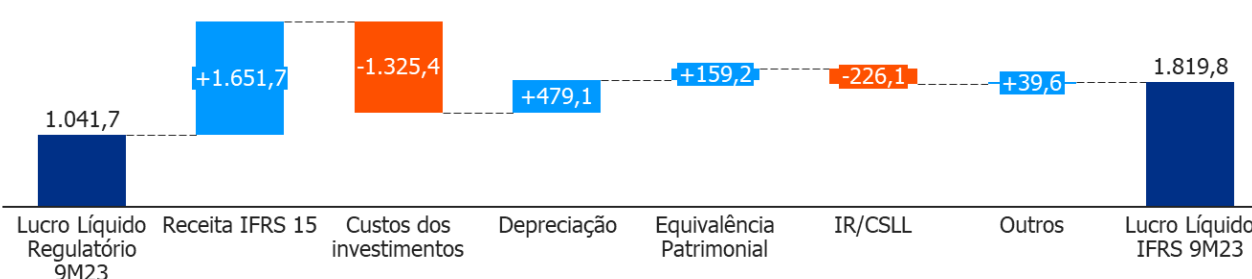 1.041,7
+1.651,7
-1.325,4
+479,1
+159,2
-226,1
+39,6
1.819,8
Lucro Líquido
Regulatório
9M23
Receita IFRS 15
Custos dos
investimentos
Depreciação
Equivalência
Patrimonial
IR/CSLL
Outros
Lucro Líquido
IFRS 9M23